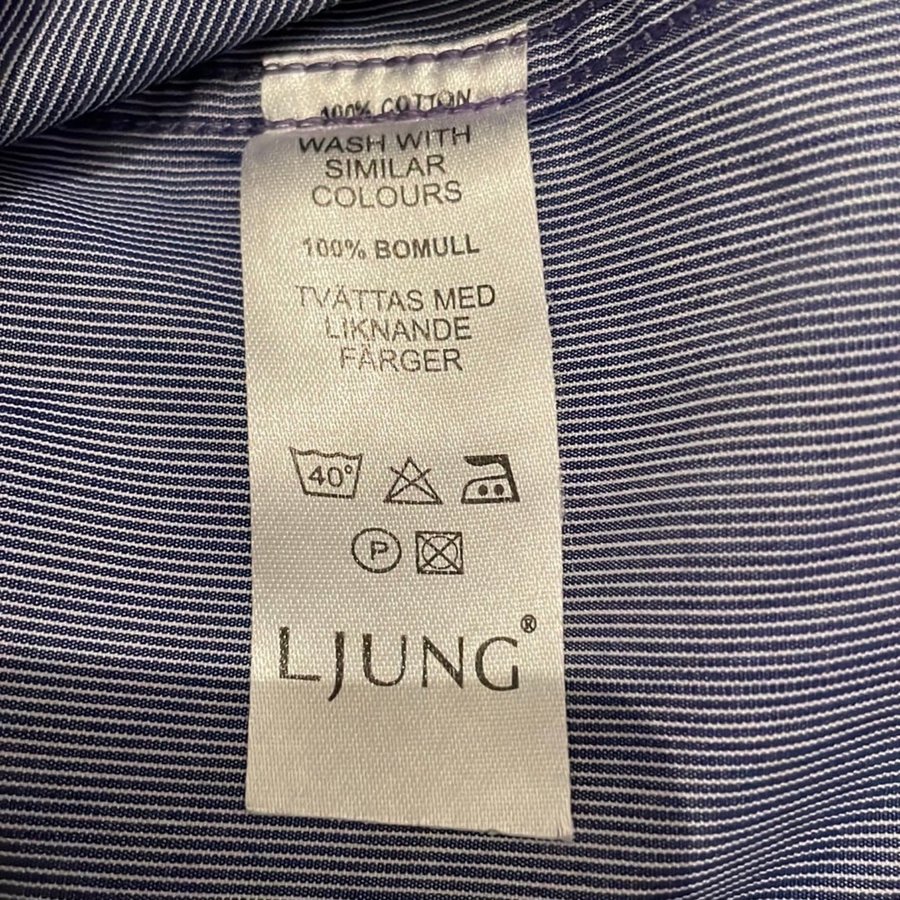 100% COTTON
WASH WITH
SIMILAR
COLOURS
100% BOMULL
TVÄTTAS MED
LIKNANDE
FÄRGER
40°
P
LJUNG®